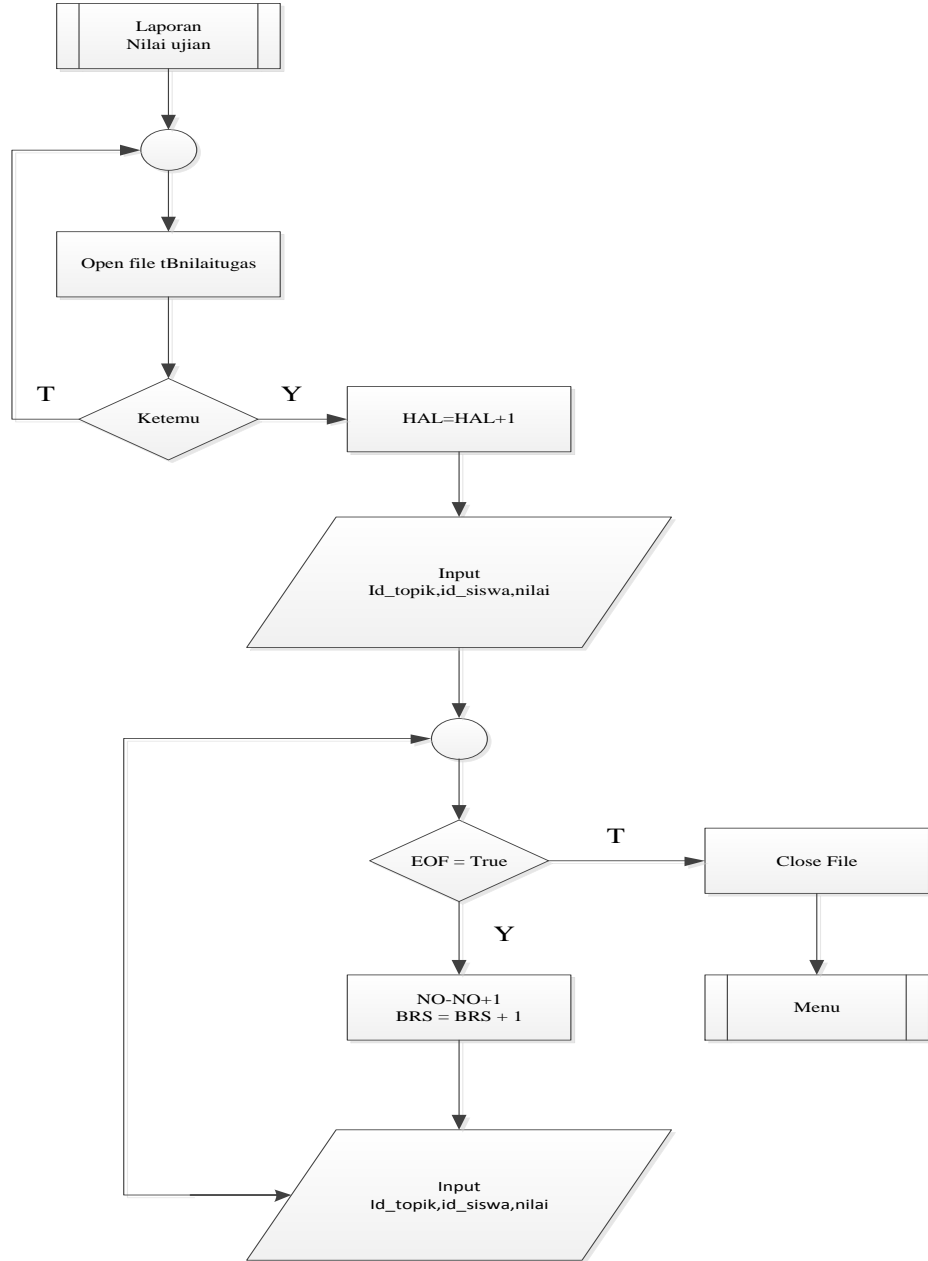 Laporan
Nilai ujian
Open file tBnilaitugas
T
Ketemu
Y
HAL=HAL+1
Input
Id_topik,id_siswa,nilai
EOF = True
T
Close File
Y
NO-NO+1
BRS = BRS + 1
Menu
Input
Id_topik,id_siswa,nilai